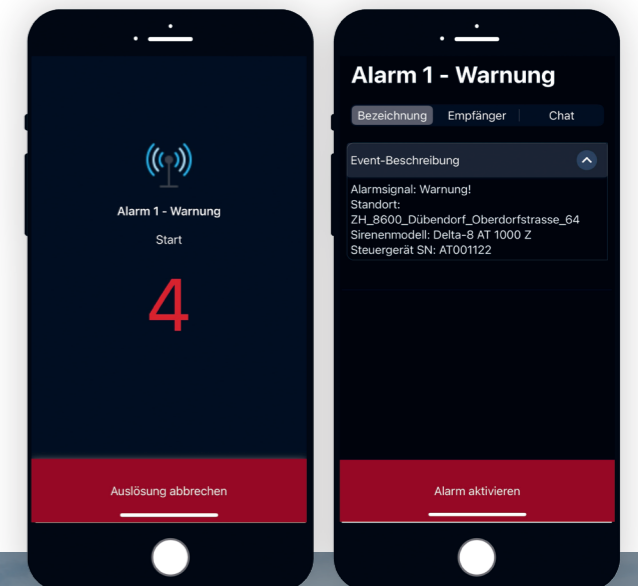 Alarm 1 - Warnung
Start
4
Auslösung abbrechen
Alarm 1 - Warnung
Bezeichnung Empfänger Chat
Event-Beschreibung
Alarmsignal: Warnung!
Standort:
ZH_8600_Dübendorf_Oberdorfstrasse_64
Sirenenmodell: Delta-8 AT 1000 Z
Steuergerät SN: AT001122
Alarm aktivieren